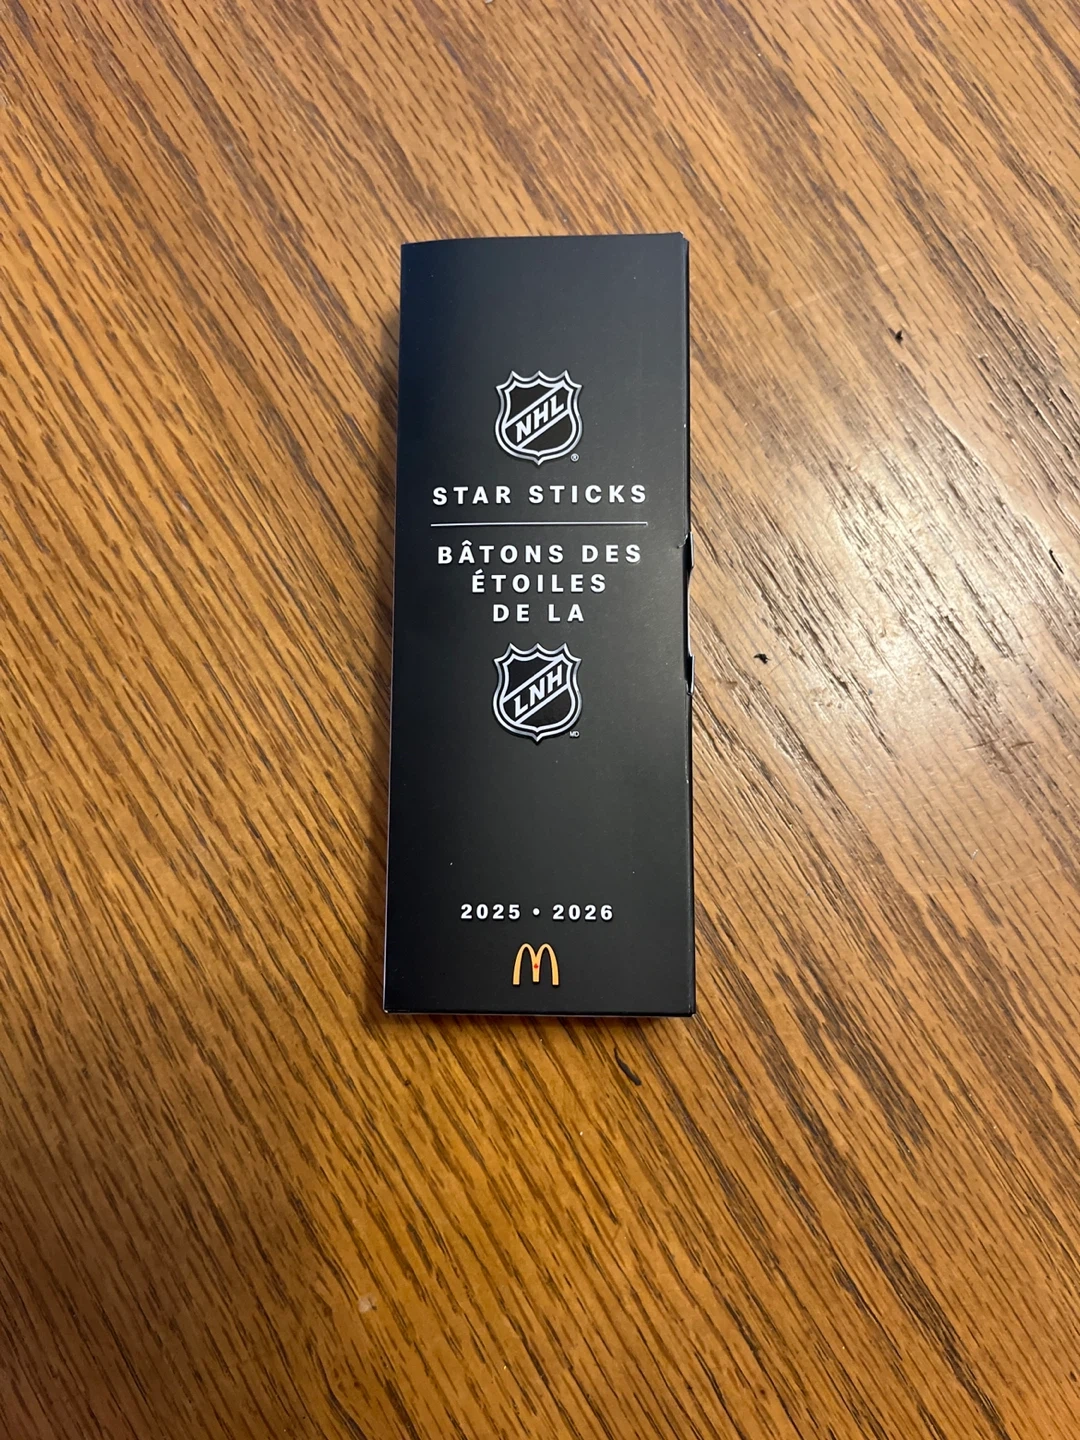 NHL
®
STAR STICKS
BÂTONS DES
ÉTOILES
DE LA
LNH
MD
2025 • 2026